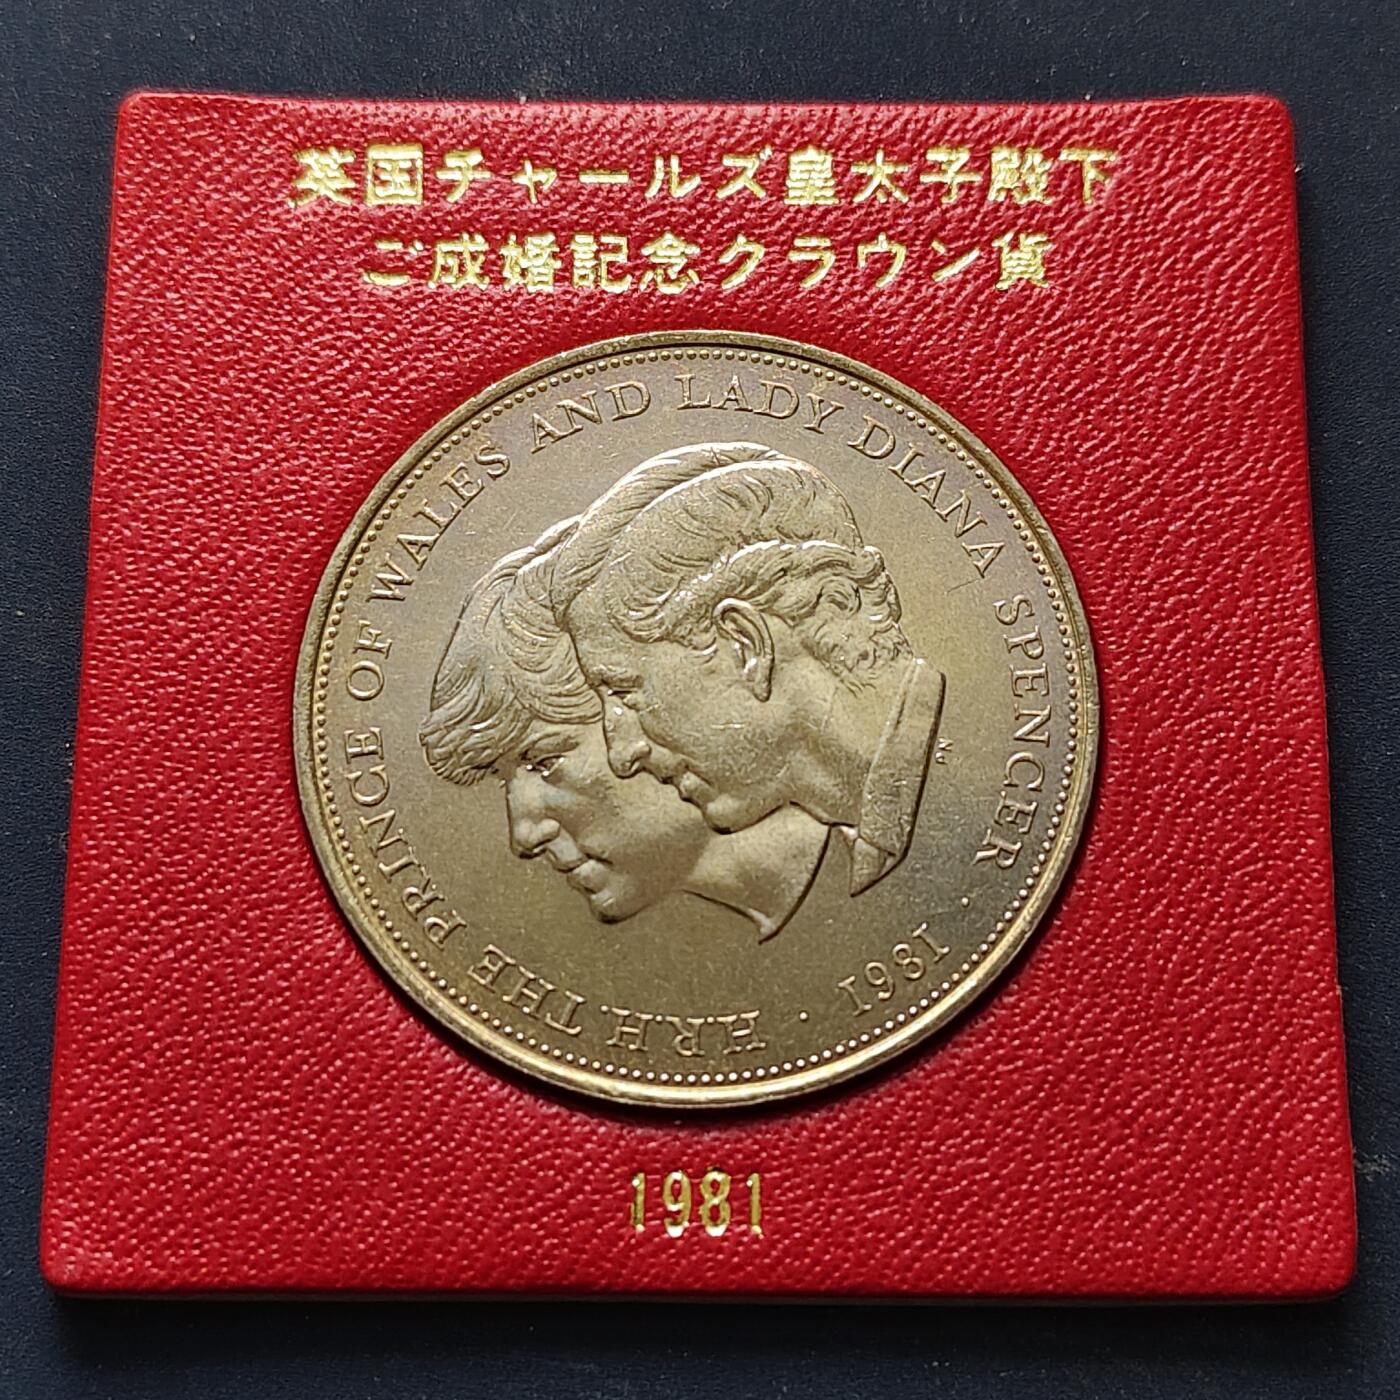 英国チャールズ皇太子殿下
ご成婚記念クラウン貨
H.R.H. THE PRINCE OF WALES AND LADY DIANA SPENCER · 1981 ·
1981